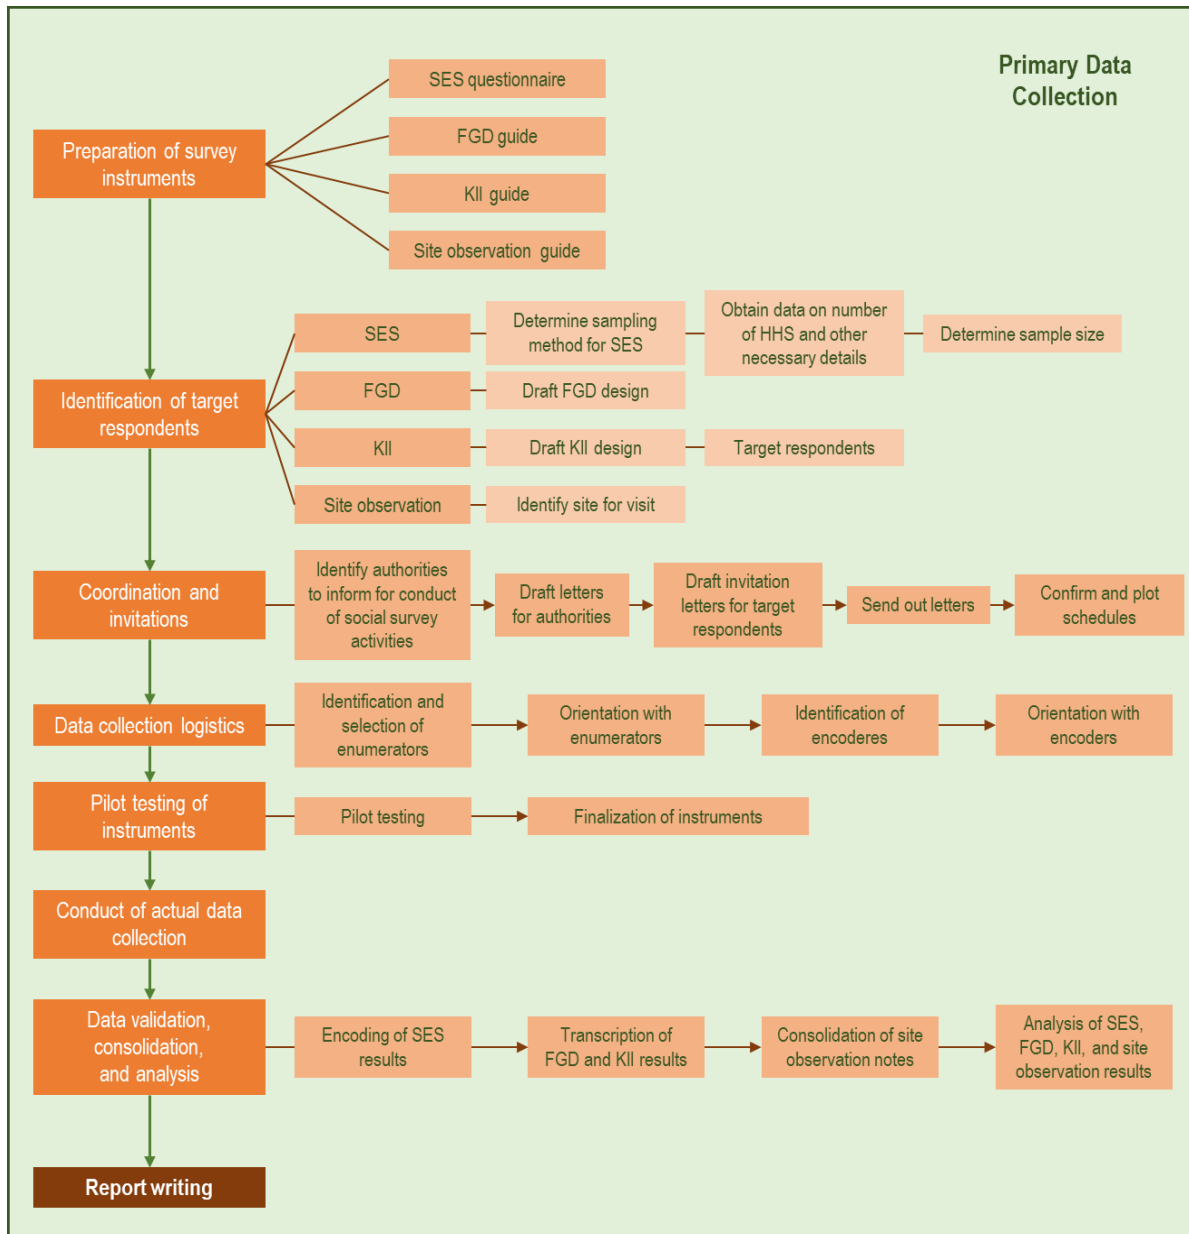 Primary Data
Collection
SES questionnaire
FGD guide
Preparation of survey
instruments
KII guide
Site observation guide
SES
Determine sampling
method for SES
Obtain data on number
of HHS and other
necessary details
Determine sample size
Identification of target
respondents
FGD
Draft FGD design
KII
Draft KII design
Target respondents
Site observation
Identify site for visit
Coordination and
invitations
Identify authorities
to inform for conduct
of social survey
activities
Draft letters
for authorities
Draft invitation
letters for target
respondents
Send out letters
Confirm and plot
schedules
Data collection logistics
Identification and
selection of
enumerators
Orientation with
enumerators
Identification of
encoderes
Orientation with
encoders
Pilot testing of
instruments
Pilot testing
Finalization of instruments
Conduct of actual data
collection
Data validation,
consolidation,
and analysis
Encoding of SES
results
Transcription of
FGD and KII results
Consolidation of site
observation notes
Analysis of SES,
FGD, KII, and site
observation results
Report writing